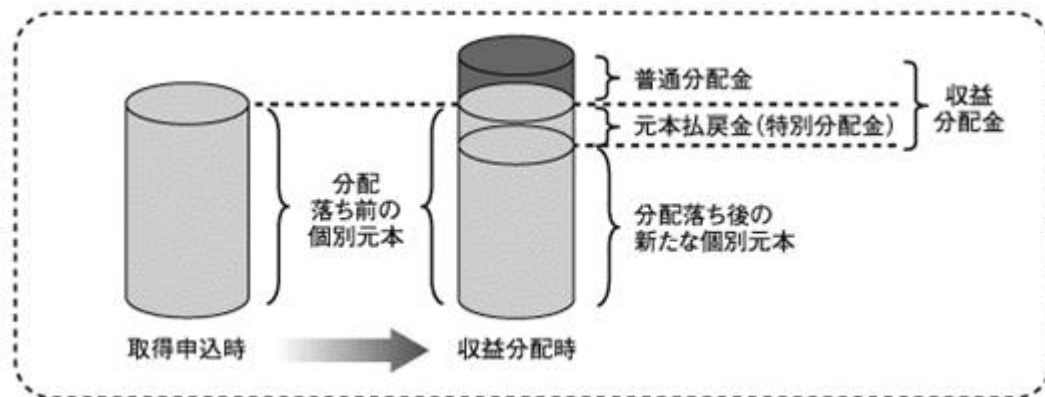 普通分配金
元本払戻金(特別分配金)
収益
分配金
分配
落ち前の
個別元本
分配落ち後の
新たな個別元本
取得申込時
収益分配時